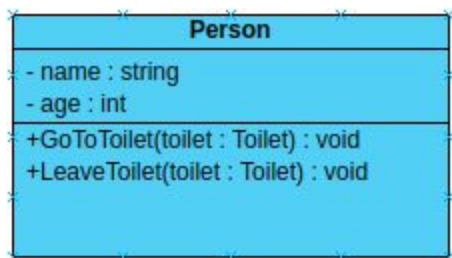 Person
- name : string
- age : int
+GoToToilet(toilet : Toilet) : void
+LeaveToilet(toilet : Toilet) : void